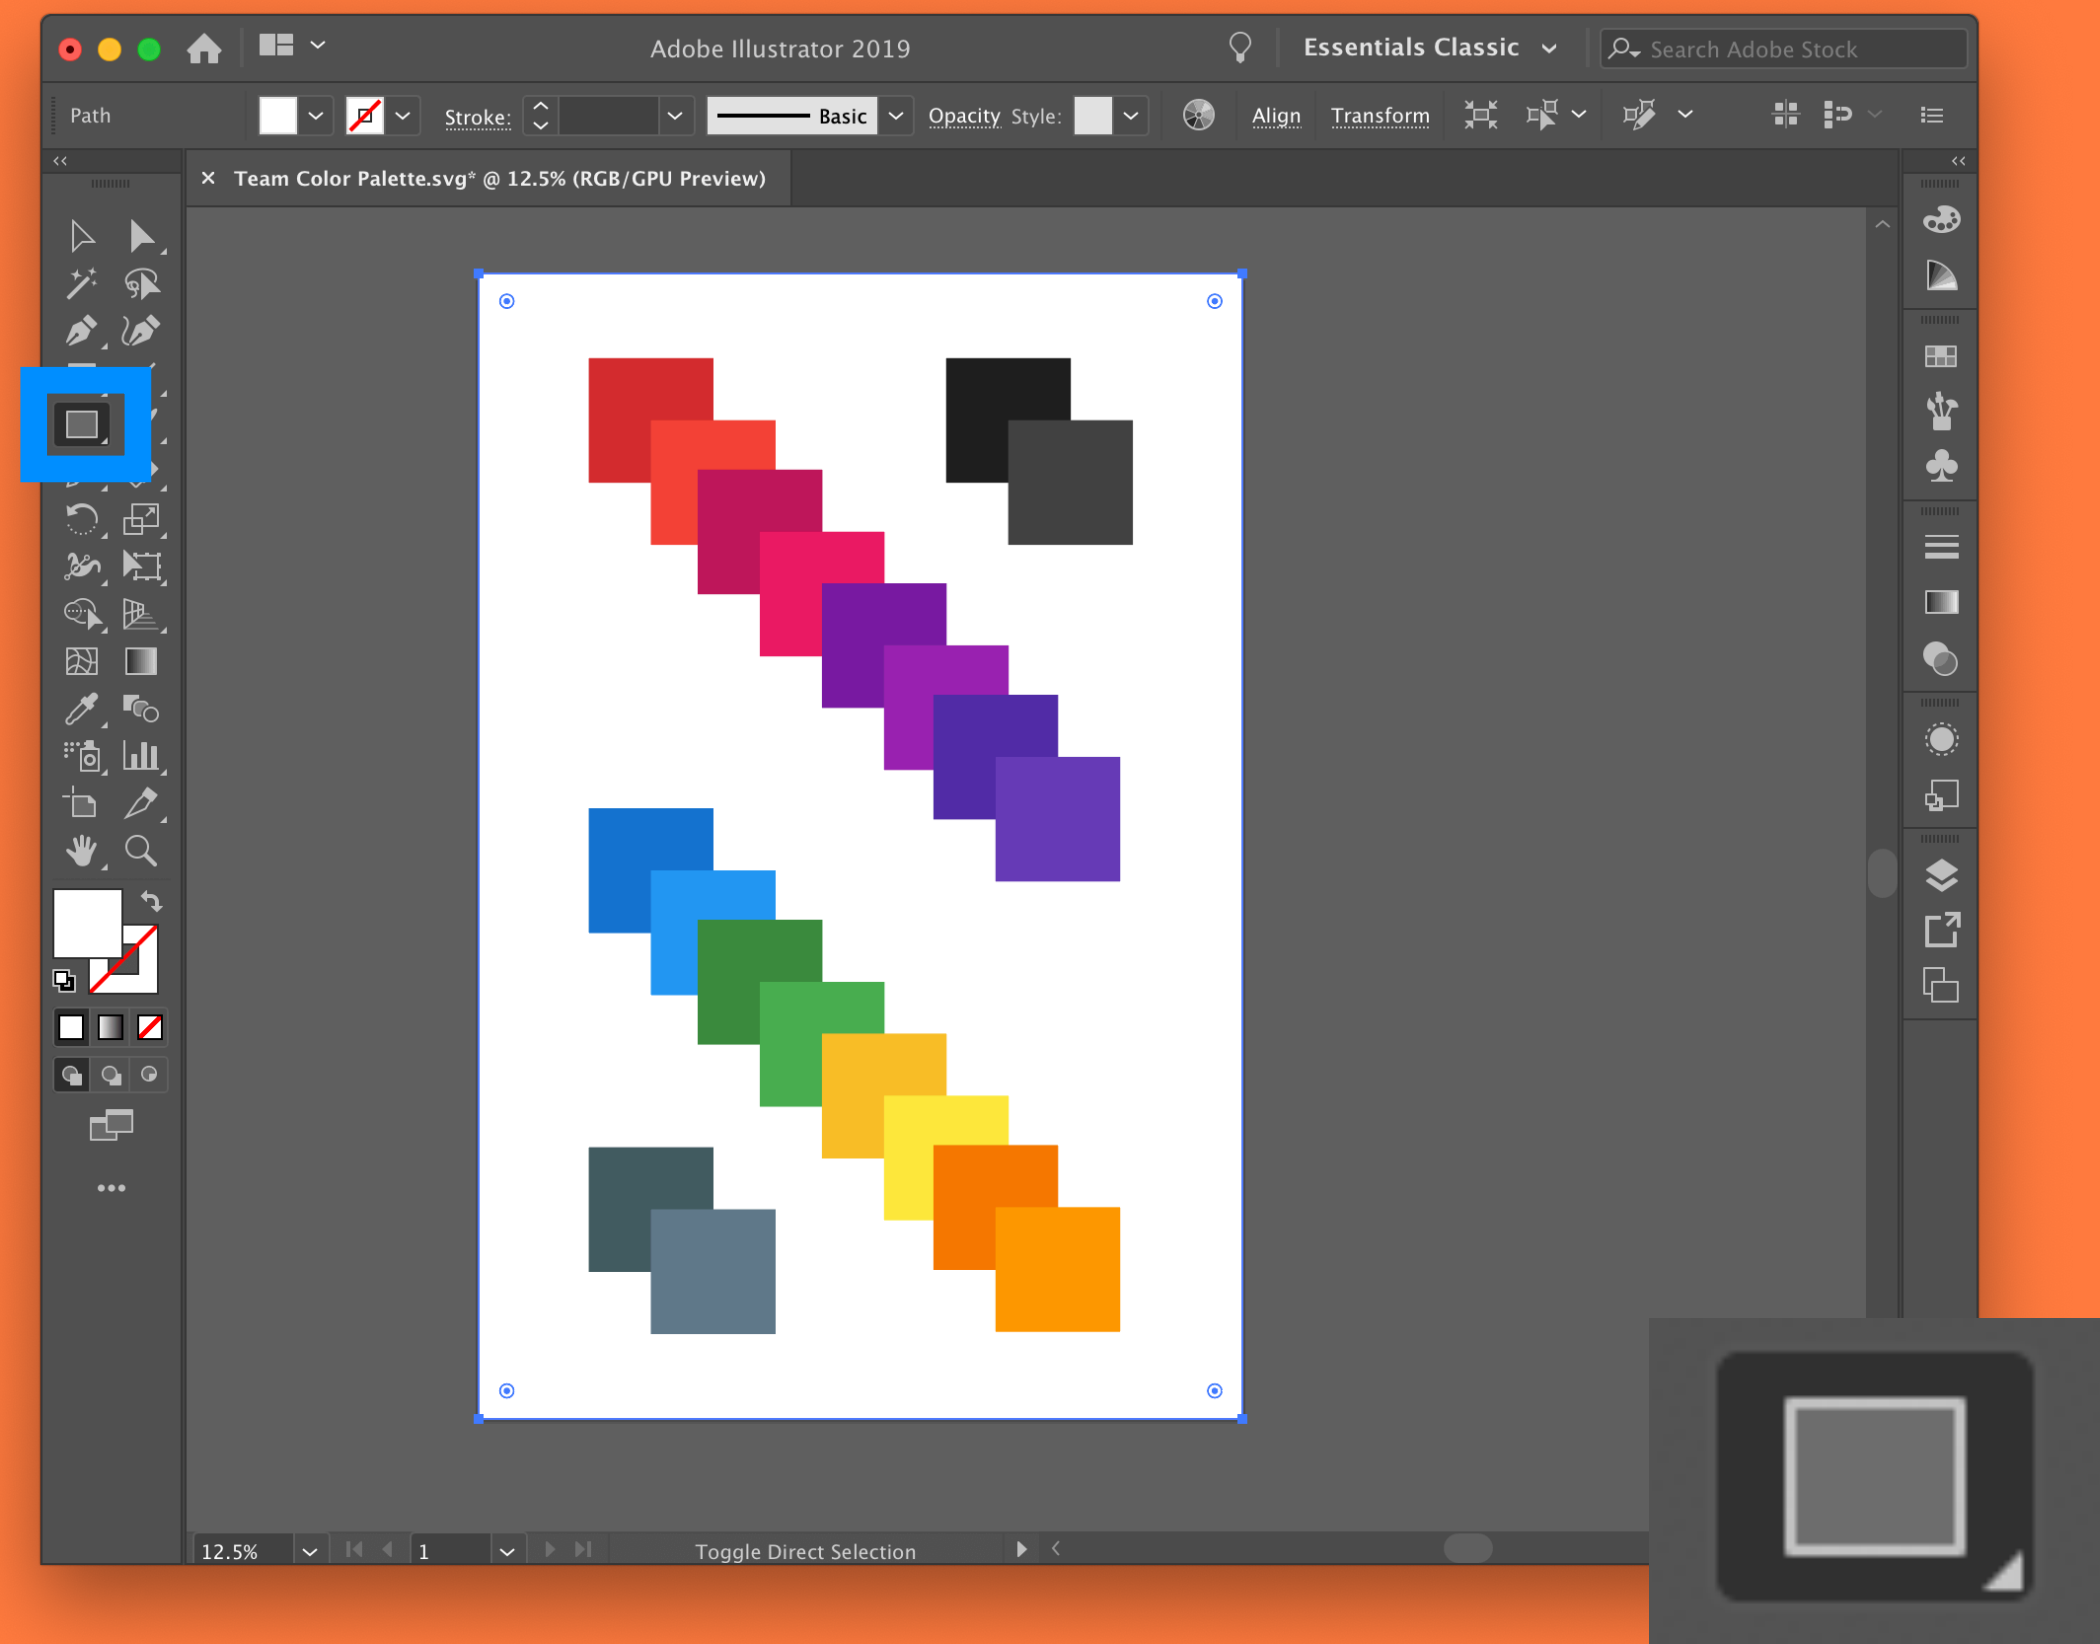 Adobe Illustrator 2019
Essentials Classic
Search Adobe Stock
Path
Stroke:
Basic
Opacity Style:
Align
Transform
Team Color Palette.svg* @ 12.5% (RGB/GPU Preview)
12.5%
1
Toggle Direct Selection